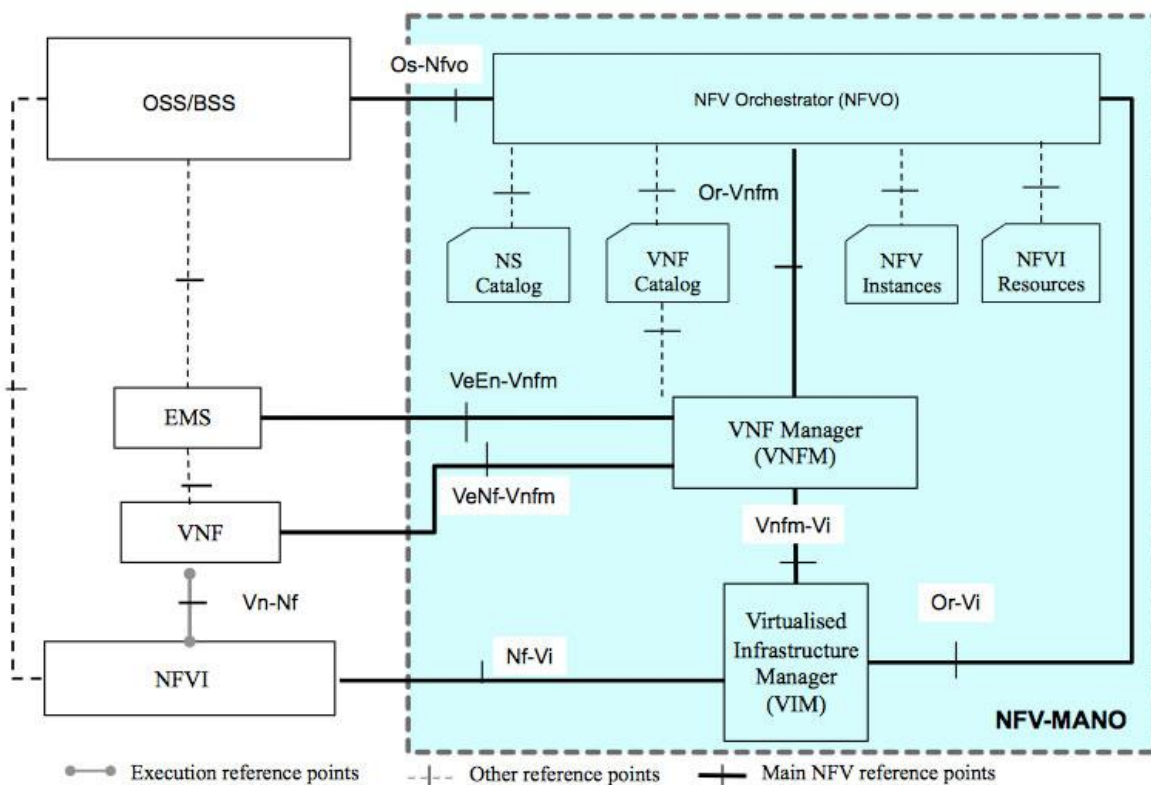 Os-Nfvo
OSS/BSS
NFV Orchestrator (NFVO)
Or-Vnfm
NS
Catalog
VNF
Catalog
NFV
Instances
NFVI
Resources
VeEn-Vnfm
EMS
VNF Manager
(VNFM)
VeNf-Vnfm
VNF
Vnfm-Vi
Vn-Nf
Or-Vi
Virtualised
Infrastructure
Manager
(VIM)
Nf-Vi
NFVI
NFV-MANO
Execution reference points
Other reference points
Main NFV reference points